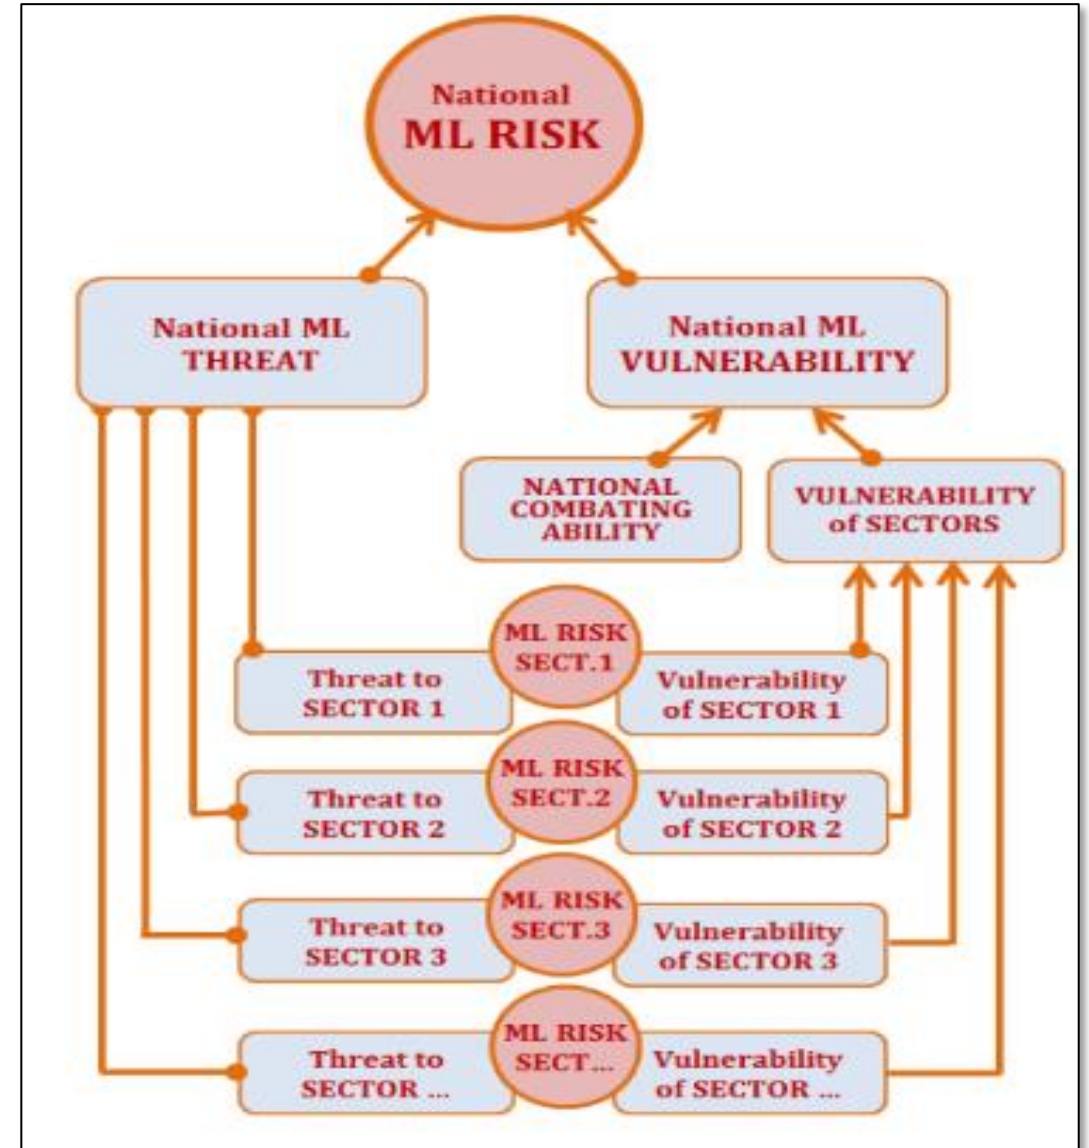 National
ML RISK
National ML
THREAT
National ML
VULNERABILITY
NATIONAL
COMBATING
ABILITY
VULNERABILITY
of SECTORS
ML RISK
SECT.1
Threat to
SECTOR 1
Vulnerability
of SECTOR 1
ML RISK
SECT.2
Threat to
SECTOR 2
Vulnerability
of SECTOR 2
ML RISK
SECT.3
Threat to
SECTOR 3
Vulnerability
of SECTOR 3
ML RISK
SECT...
Threat to
SECTOR ...
Vulnerability
of SECTOR ...